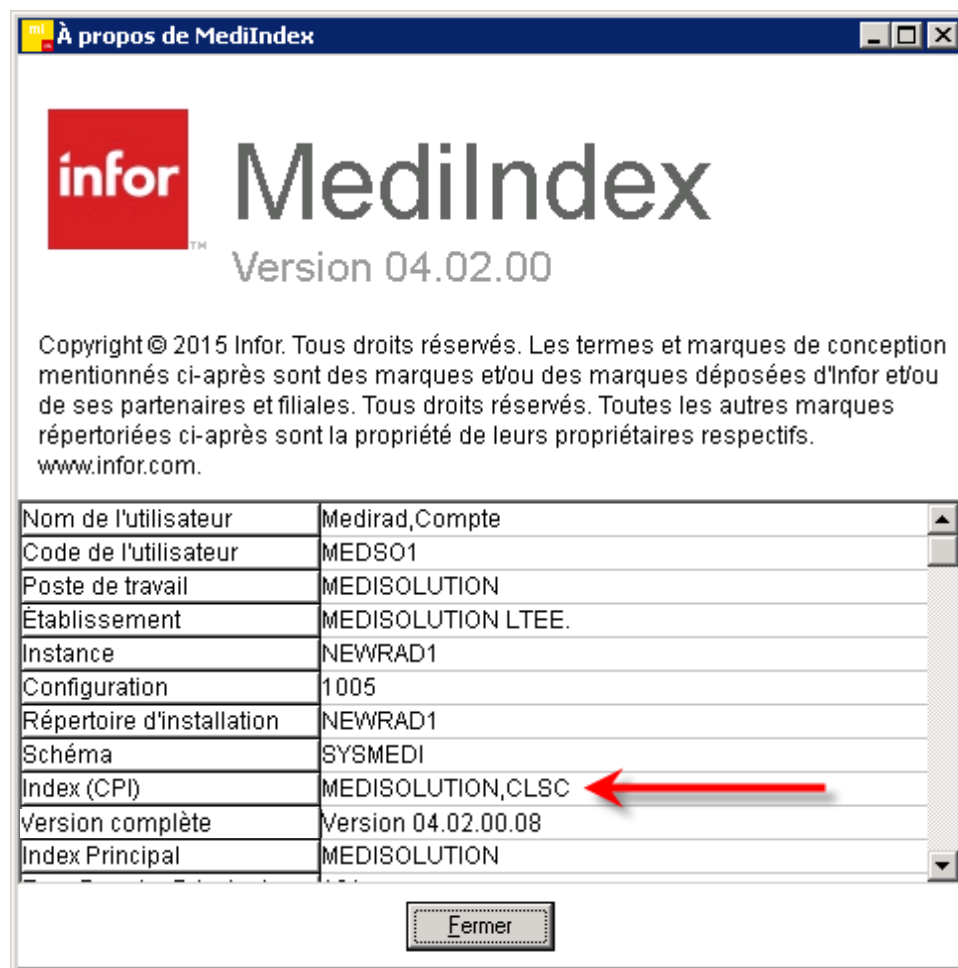 À propos de MediIndex
infor
MediIndex
TM
Version 04.02.00
Copyright © 2015 Infor. Tous droits réservés. Les termes et marques de conception
mentionnés ci-après sont des marques et/ou des marques déposées d'Infor et/ou
de ses partenaires et filiales. Tous droits réservés. Toutes les autres marques
répertoriées ci-après sont la propriété de leurs propriétaires respectifs.
www.infor.com.
Nom de l'utilisateur Medirad,Compte
Code de l'utilisateur MEDSO1
Poste de travail MEDISOLUTION
Établissement MEDISOLUTION LTEE.
Instance NEWRAD1
Configuration 1005
Répertoire d'installation NEWRAD1
Schéma SYSMEDI
Index (CPI) MEDISOLUTION,CLSC
Version complète Version 04.02.00.08
Index Principal MEDISOLUTION
Fermer